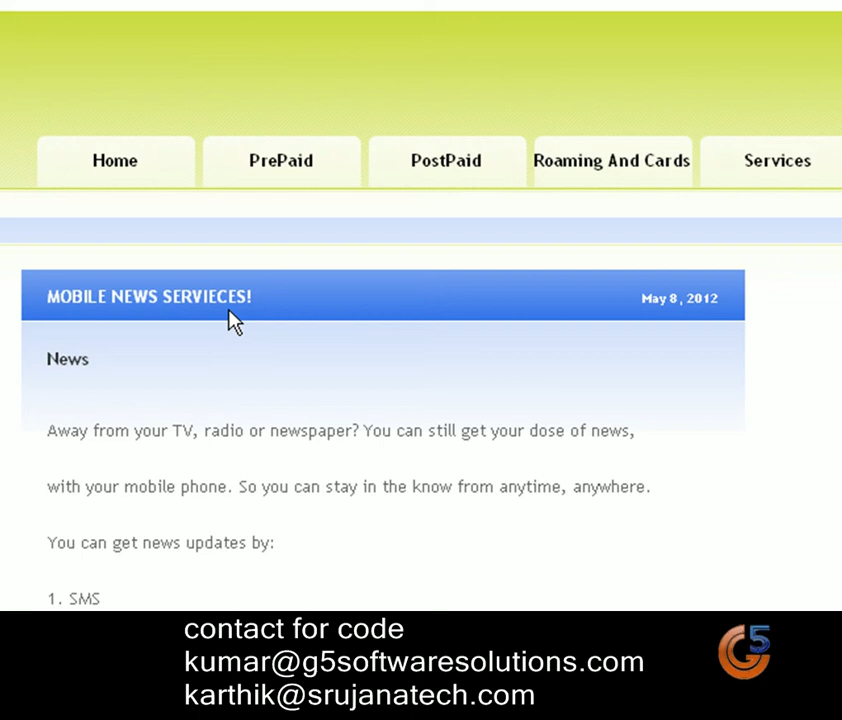 Home PrePaid PostPaid Roaming And Cards Services
MOBILE NEWS SERVIECES! May 8 , 2012
News
Away from your TV, radio or newspaper? You can still get your dose of news,
with your mobile phone. So you can stay in the know from anytime, anywhere.
You can get news updates by:
1. SMS
contact for code
kumar@g5softwaresolutions.com
karthik@srujanatech.com
G5